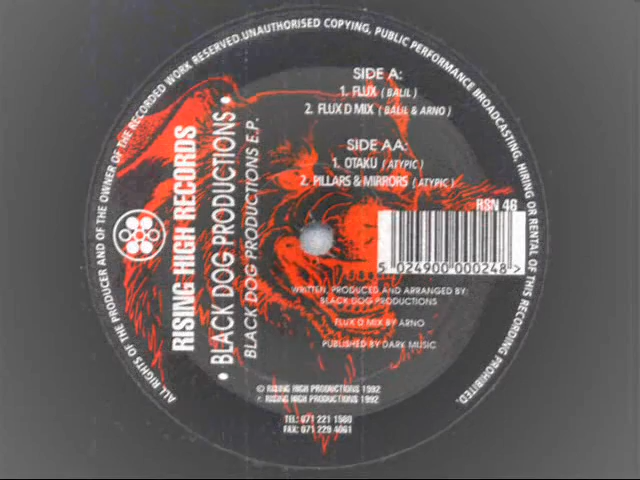 ALL RIGHTS OF THE PRODUCER AND OF THE OWNER OF THE RECORDED WORK RESERVED.UNAUTHORISED COPYING, PUBLIC PERFORMANCE, BROADCASTING, HIRING OR RENTAL OF THIS RECORDING PROHIBITED.
RISING HIGH RECORDS
• BLACK DOG PRODUCTIONS •
BLACK DOG PRODUCTIONS E.P.
SIDE A:
1. FLUX (BALIL)
2. FLUX D MIX (BALIL & ARNO)
SIDE AA:
1. OTAKU (ATYPIC)
2. PILLARS & MIRRORS (ATYPIC)
RSN 46
5 024900 000248 >
WRITTEN, PRODUCED AND ARRANGED BY
BLACK DOG PRODUCTIONS
FLUX D MIX BY ARNO
PUBLISHED BY DARK MUSIC
© RISING HIGH PRODUCTIONS 1992
℗ RISING HIGH PRODUCTIONS 1992
TEL: 071 221 1560
FAX: 071 229 4061